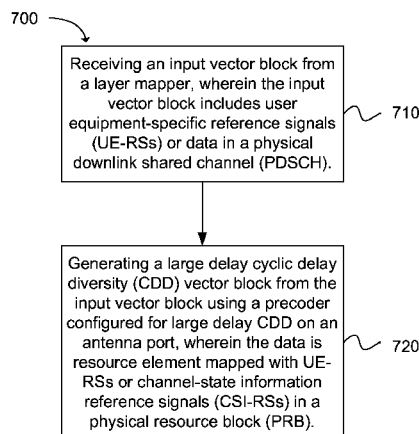 700
Receiving an input vector block from
a layer mapper, wherein the input
vector block includes user
equipment-specific reference signals
(UE-RSs) or data in a physical
downlink shared channel (PDSCH).
710
Generating a large delay cyclic delay
diversity (CDD) vector block from the
input vector block using a precoder
configured for large delay CDD on an
antenna port, wherein the data is
resource element mapped with UE-
RSs or channel-state information
reference signals (CSI-RSs) in a
physical resource block (PRB).
720